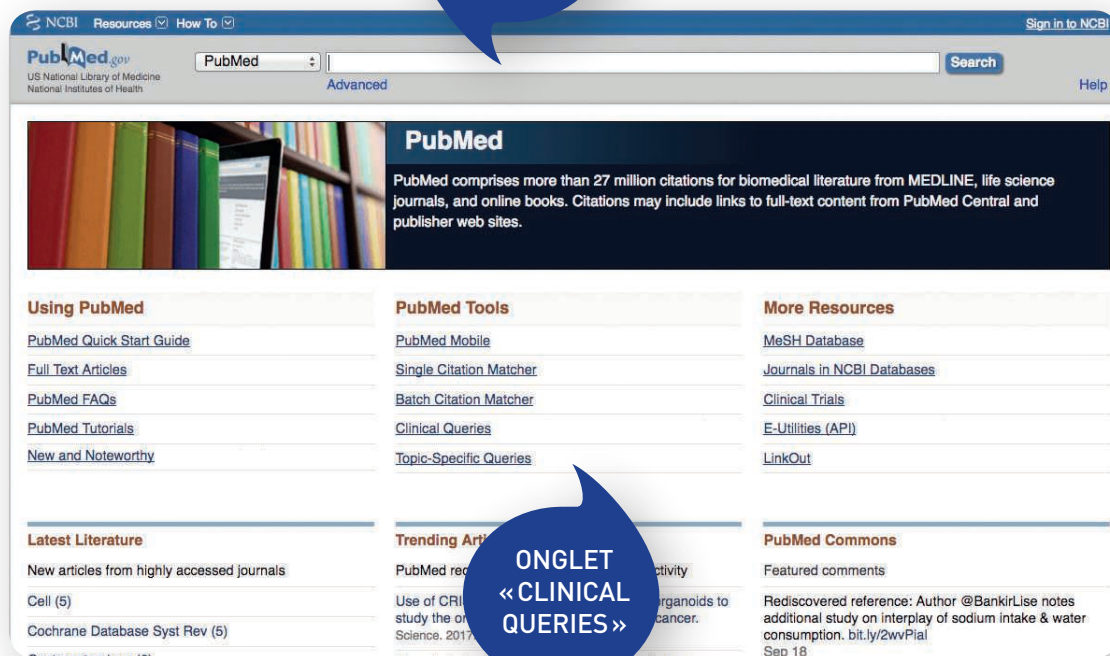 NCBI Resources How To Sign in to NCBI
PubMed.gov
US National Library of Medicine
National Institutes of Health
PubMed
Search
Advanced
Help
PubMed
PubMed comprises more than 27 million citations for biomedical literature from MEDLINE, life science
journals, and online books. Citations may include links to full-text content from PubMed Central and
publisher web sites.
Using PubMed
PubMed Quick Start Guide
Full Text Articles
PubMed FAQs
PubMed Tutorials
New and Noteworthy
PubMed Tools
PubMed Mobile
Single Citation Matcher
Batch Citation Matcher
Clinical Queries
Topic-Specific Queries
More Resources
MeSH Database
Journals in NCBI Databases
Clinical Trials
E-Utilities (API)
LinkOut
Latest Literature
New articles from highly accessed journals
Cell (5)
Cochrane Database Syst Rev (5)
Trending
PubMed
Use of organoids to
study the cancer.
Science. 2017
ONGLET
«CLINICAL
QUERIES»
PubMed Commons
Featured comments
Rediscovered reference: Author @BankirLise notes
additional study on interplay of sodium intake & water
consumption. bit.ly/2wvPial
Sep 18